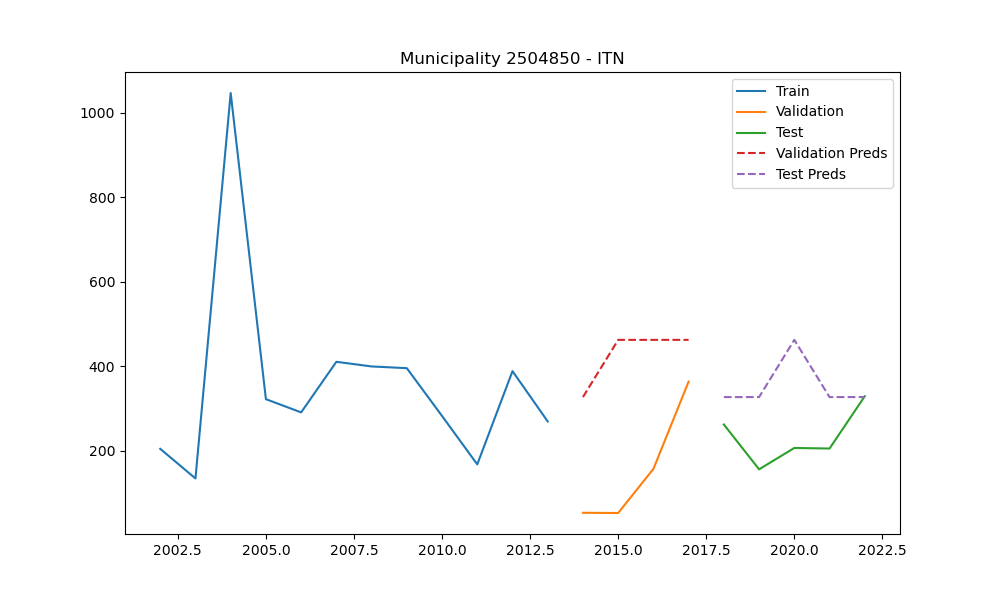 Municipality 2504850 - ITN
Train
Validation
Test
Validation Preds
Test Preds
1000
800
600
400
200
2002.5 2005.0 2007.5 2010.0 2012.5 2015.0 2017.5 2020.0 2022.5